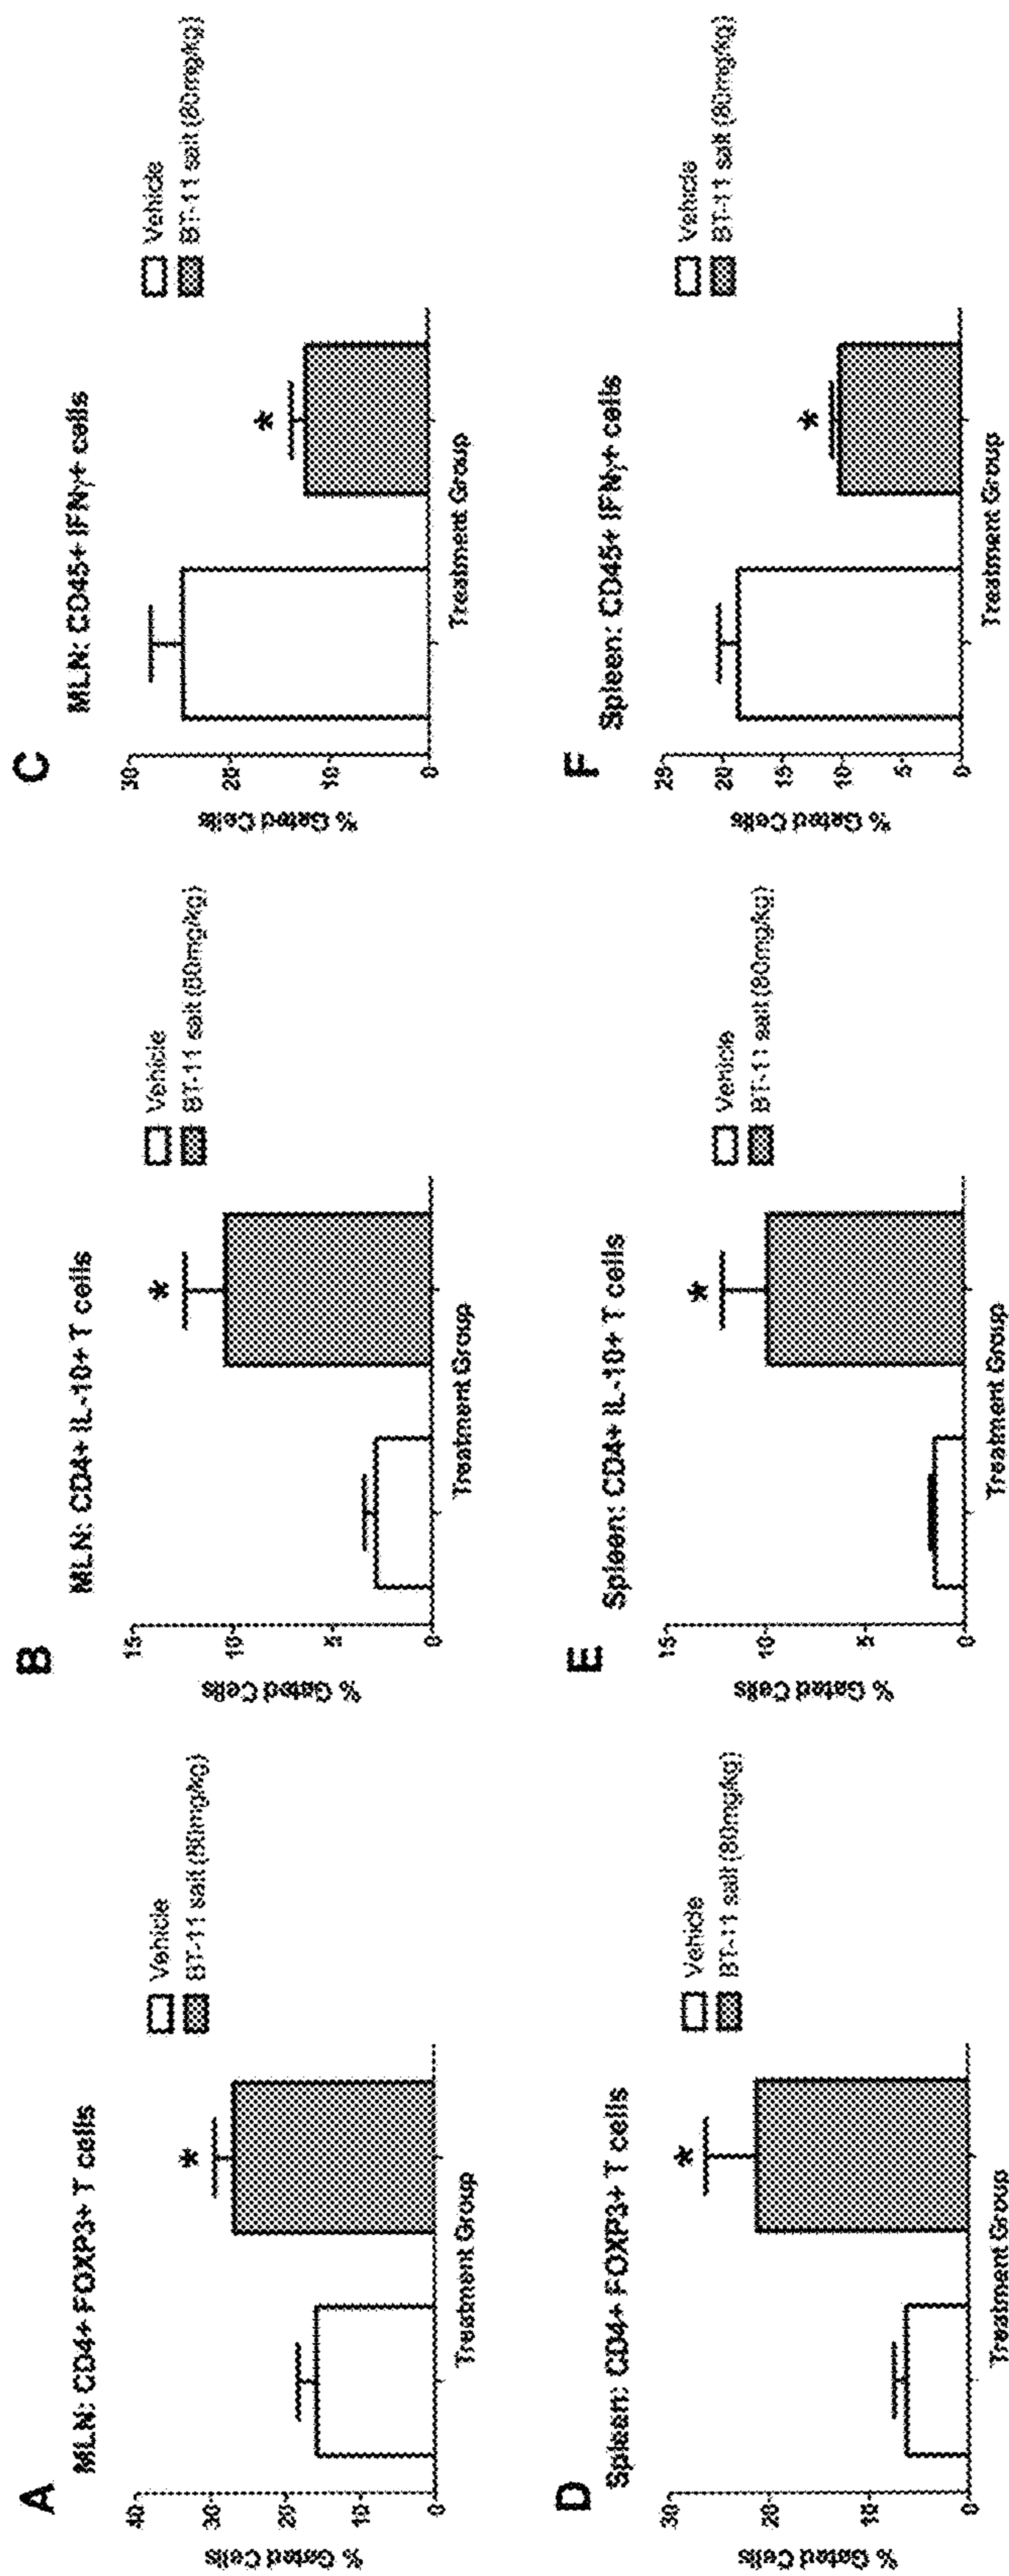 A
MLN: CD4+ FOXP3+ T cells
Vehicle
BT-11 salt (80mg/kg)
% Gated Cells
40
30
20
10
0
Treatment Group
*
B
MLN: CD4+ IL-10+ T cells
Vehicle
BT-11 salt (80mg/kg)
% Gated Cells
15
10
5
0
Treatment Group
*
C
MLN: CD45+ IFNγ+ cells
Vehicle
BT-11 salt (80mg/kg)
% Gated Cells
30
20
10
0
Treatment Group
*
D
Spleen: CD4+ FOXP3+ T cells
Vehicle
BT-11 salt (80mg/kg)
% Gated Cells
30
20
10
0
Treatment Group
*
E
Spleen: CD4+ IL-10+ T cells
Vehicle
BT-11 salt (80mg/kg)
% Gated Cells
15
10
5
0
Treatment Group
*
F
Spleen: CD45+ IFNγ+ cells
Vehicle
BT-11 salt (80mg/kg)
% Gated Cells
25
20
15
10
5
0
Treatment Group
*